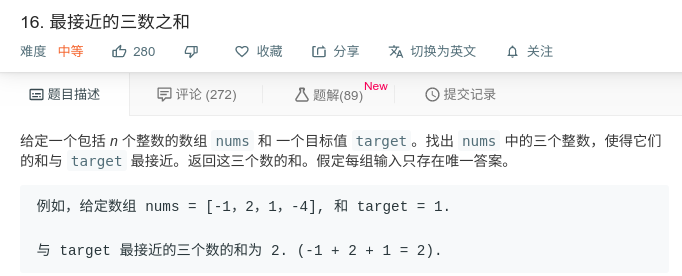 16. 最接近的三数之和
难度 中等 280 收藏 分享 切换为英文 关注
题目描述 评论 (272) 题解(89) New 提交记录
给定一个包括 n 个整数的数组 nums 和 一个目标值 target。找出 nums 中的三个整数，使得它们
的和与 target 最接近。返回这三个数的和。假定每组输入只存在唯一答案。
例如，给定数组 nums = [-1，2，1，-4], 和 target = 1.
与 target 最接近的三个数的和为 2. (-1 + 2 + 1 = 2).